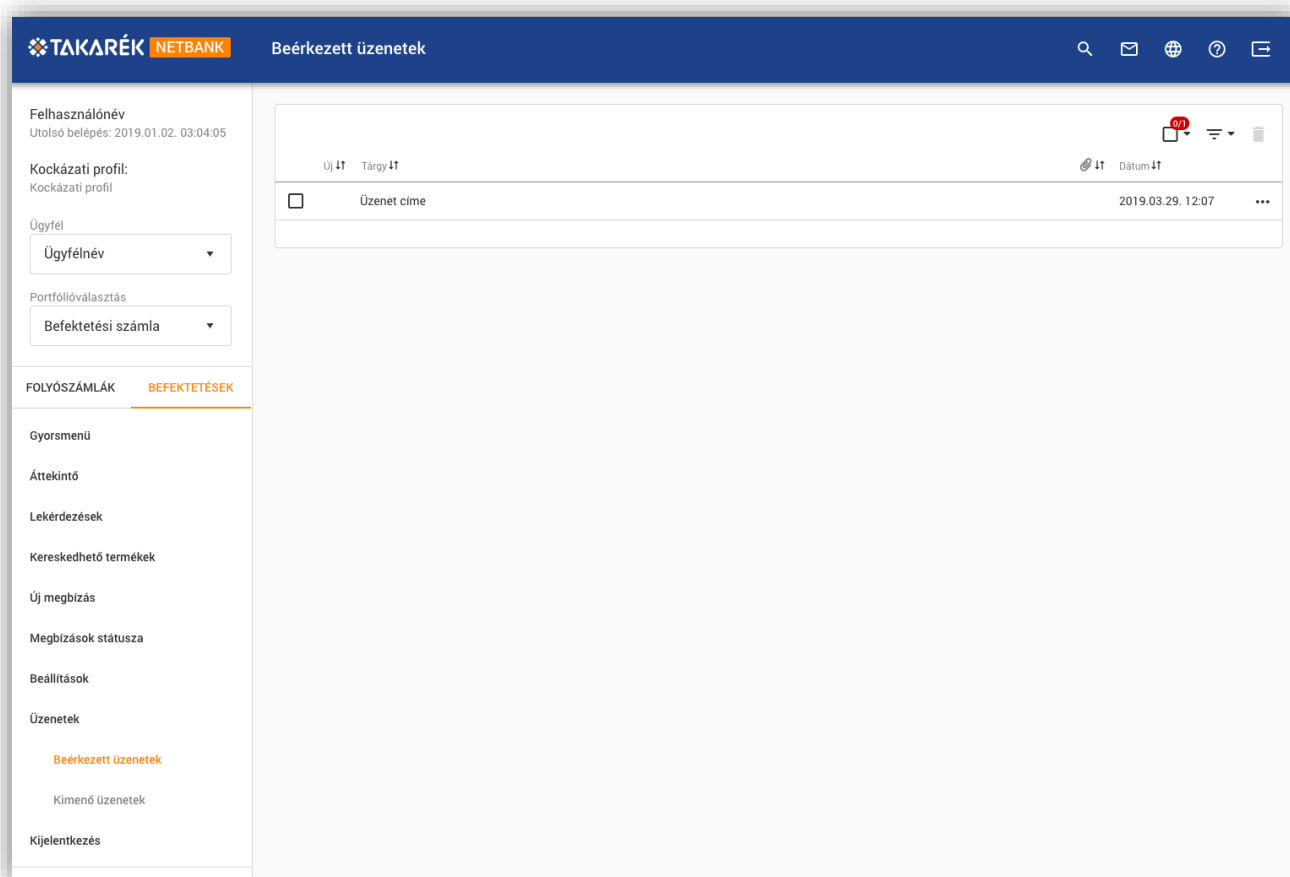 TAKARÉK NETBANK
Beérkezett üzenetek
Felhasználónév
Utolsó belépés: 2019.01.02. 03:04:05
Kockázati profil:
Kockázati profil
Ügyfél
Ügyfélnév
Portfólióválasztás
Befektetési számla
FOLYÓSZÁMLÁK BEFEKTETÉSEK
Gyorsmenü
Áttekintő
Lekérdezések
Kereskedhető termékek
Új megbízás
Megbízások státusza
Beállítások
Üzenetek
Beérkezett üzenetek
Kimenő üzenetek
Kijelentkezés
0/1
Új Tárgy Dátum
Üzenet címe 2019.03.29. 12:07